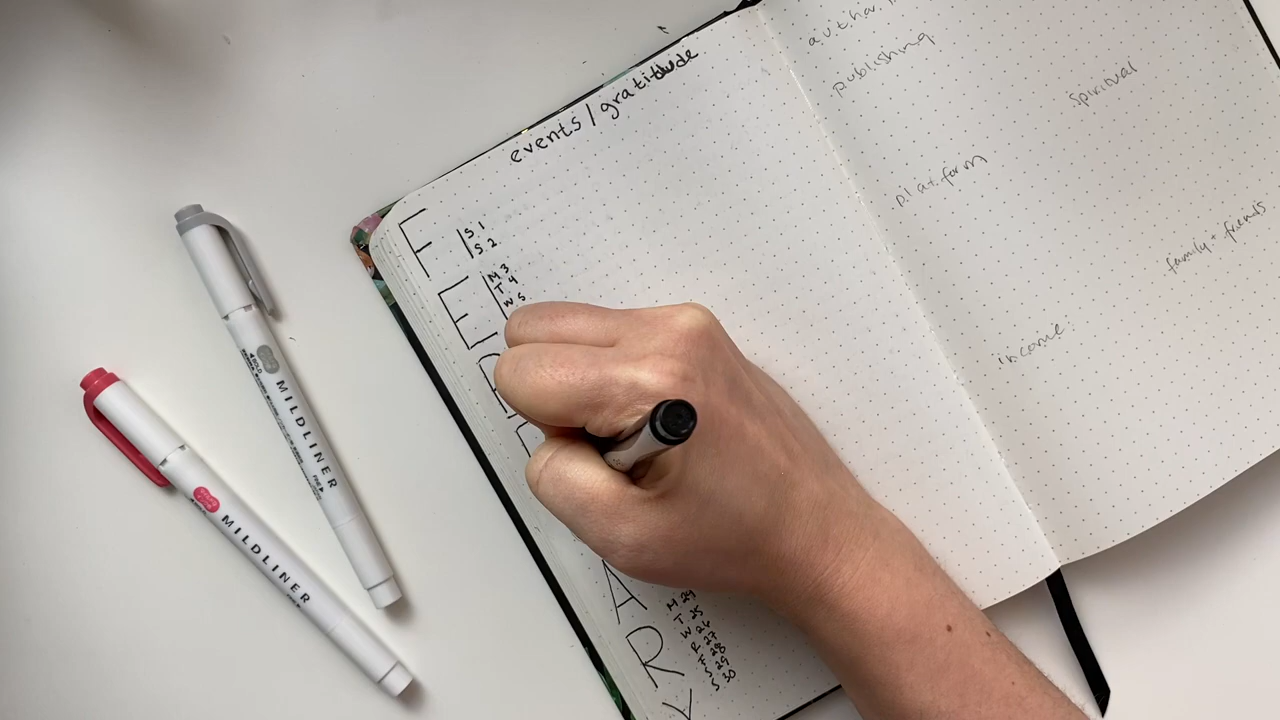 events / gratitude
F
S 1
S 2
E
M 3
T 4
W 5
A
M 24
T 25
W 26
R
R 27
F 28
S 29
S 30
Y
publishing
Spiritual
platform
family + friends
income:
MILDLINER
MILDLINER